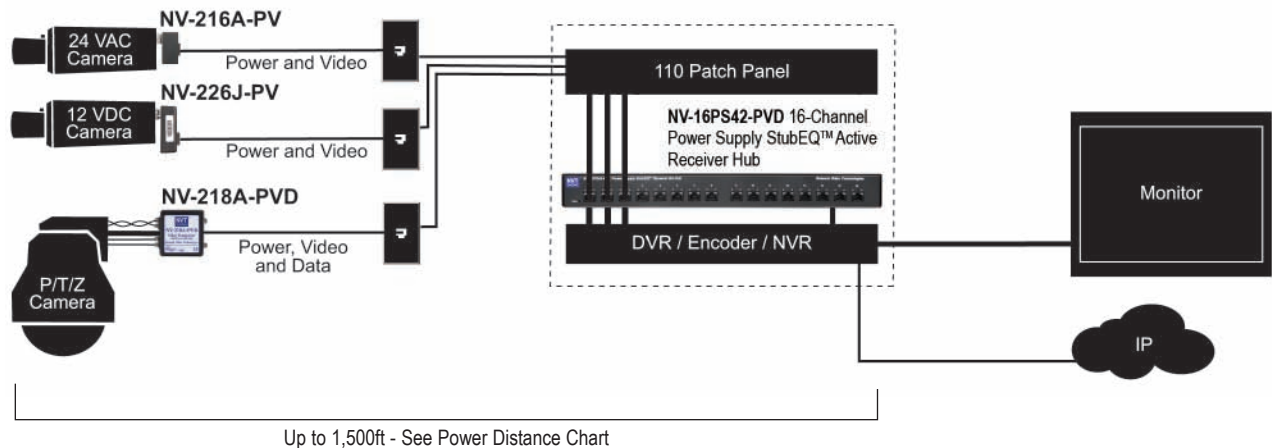 NV-216A-PV
24 VAC
Camera
Power and Video
NV-226J-PV
12 VDC
Camera
Power and Video
NV-218A-PVD
Power, Video
and Data
P/T/Z
Camera
110 Patch Panel
NV-16PS42-PVD 16-Channel
Power Supply StubEQ™ Active
Receiver Hub
NVT
DVR / Encoder / NVR
Monitor
IP
Up to 1,500ft - See Power Distance Chart